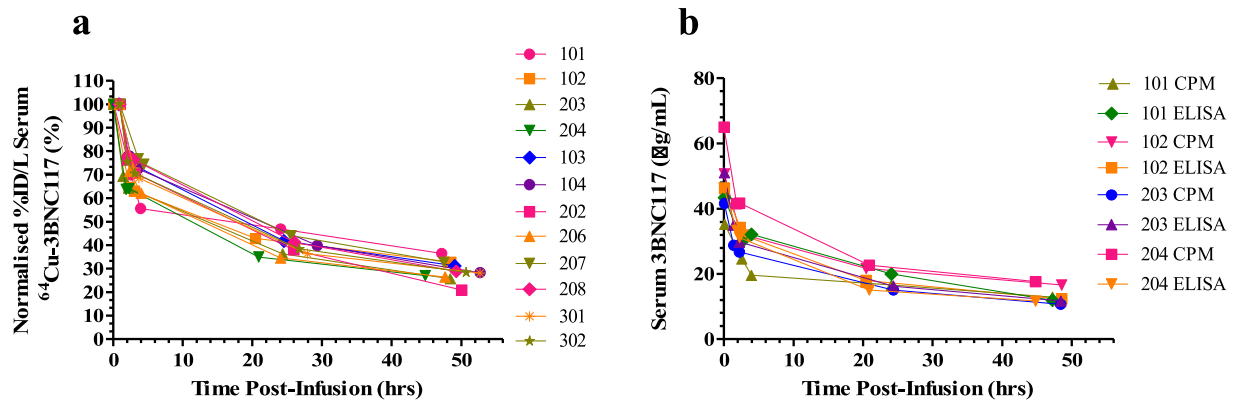 a
Normalised %ID/L Serum
⁶⁴Cu-3BNC117 (%)
110
100
90
80
70
60
50
40
30
20
10
0
0
10
20
30
40
50
Time Post-Infusion (hrs)
101
102
203
204
103
104
202
206
207
208
301
302
b
Serum 3BNC117 (□g/mL)
80
60
40
20
0
0
10
20
30
40
50
Time Post-Infusion (hrs)
101 CPM
101 ELISA
102 CPM
102 ELISA
203 CPM
203 ELISA
204 CPM
204 ELISA